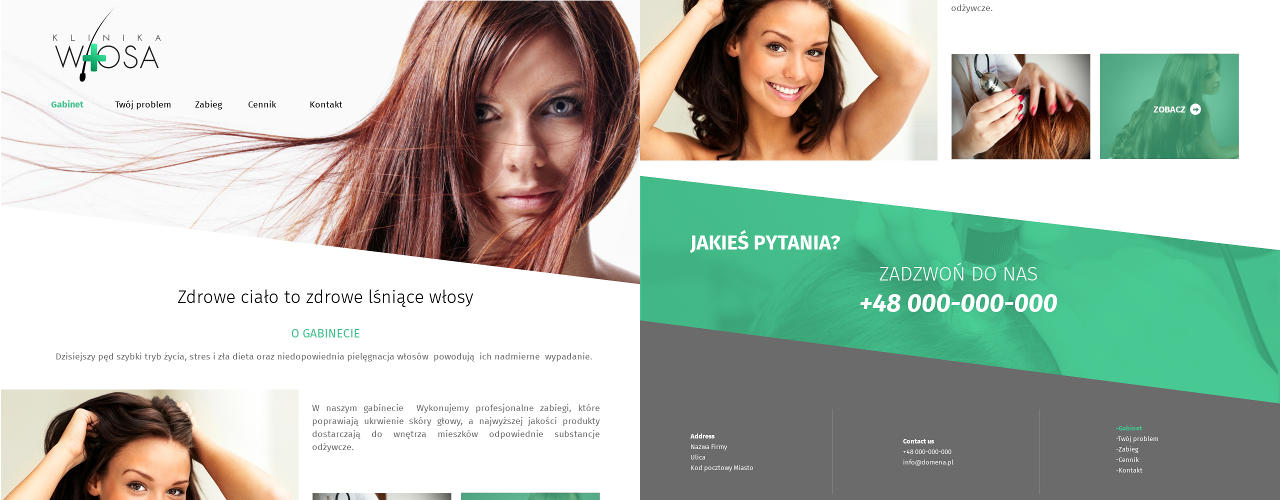 KLINIKA
WŁOSA
Gabinet Twój problem Zabieg Cennik Kontakt
Zdrowe ciało to zdrowe lśniące włosy
O GABINECIE
Dzisiejszy pęd szybki tryb życia, stres i zła dieta oraz niedopowiednia pielęgnacja włosów powodują ich nadmierne wypadanie.
W naszym gabinecie Wykonujemy profesjonalne zabiegi, które
poprawiają ukrwienie skóry głowy, a najwyższej jakości produkty
dostarczają do wnętrza mieszków odpowiednie substancje
odżywcze.
odżywcze.
ZOBACZ
JAKIEŚ PYTANIA?
ZADZWOŃ DO NAS
+48 000-000-000
Address
Nazwa Firmy
Ulica
Kod pocztowy Miasto
Contact us
+48 000-000-000
info@domena.pl
-Gabinet
-Twój problem
-Zabieg
-Cennik
-Kontakt